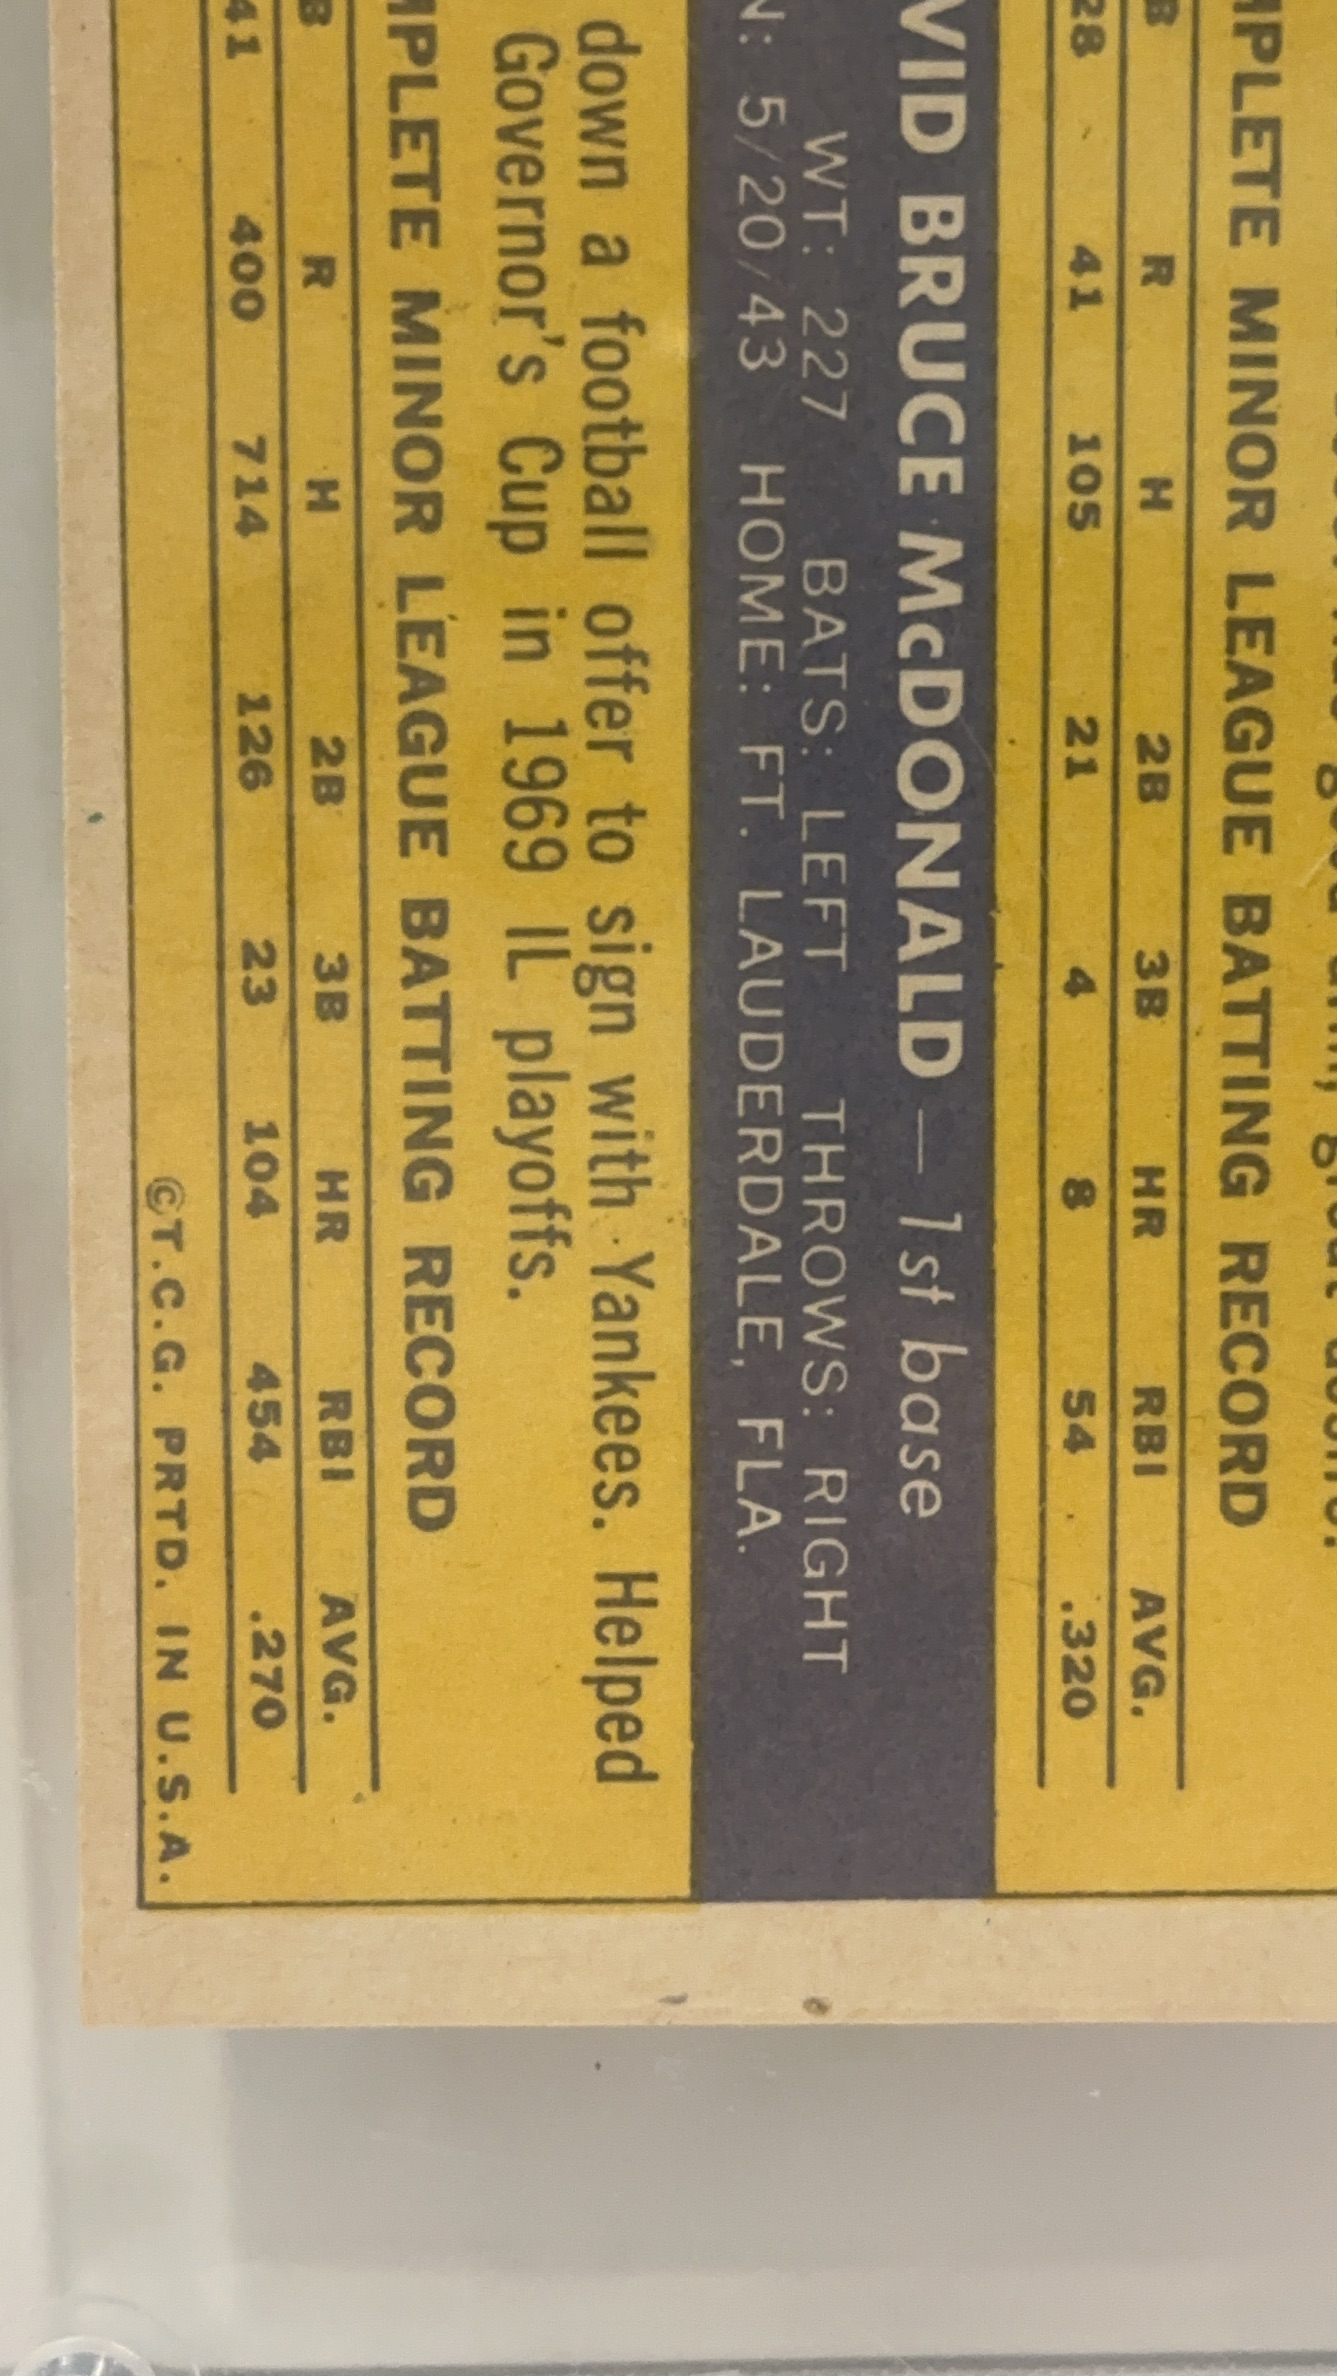 MPLETE MINOR LEAGUE BATTING RECORD
B R H 2B 3B HR RBI AVG.
28 41 105 21 4 8 54 .320
VID BRUCE McDONALD — 1st base
WT: 227 BATS: LEFT THROWS: RIGHT
N: 5/20/43 HOME: FT. LAUDERDALE, FLA.
down a football offer to sign with Yankees. Helped
Governor's Cup in 1969 IL playoffs.
MPLETE MINOR LEAGUE BATTING RECORD
B R H 2B 3B HR RBI AVG.
41 400 714 126 23 104 454 .270
©T.C.G. PRTD. IN U.S.A.